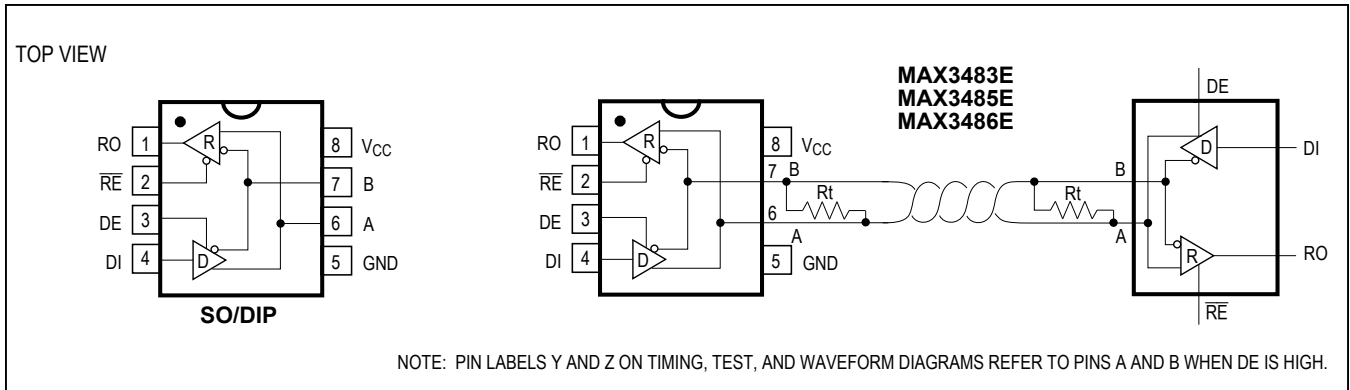 TOP VIEW
RO 1
R
8 VCC
RE 2
7 B
DE 3
6 A
DI 4
D
5 GND
SO/DIP
RO 1
R
8 VCC
RE 2
7 B
DE 3
6 A
DI 4
D
5 GND
Rt
MAX3483E
MAX3485E
MAX3486E
Rt
B
A
DE
D
DI
R
RO
RE
NOTE: PIN LABELS Y AND Z ON TIMING, TEST, AND WAVEFORM DIAGRAMS REFER TO PINS A AND B WHEN DE IS HIGH.